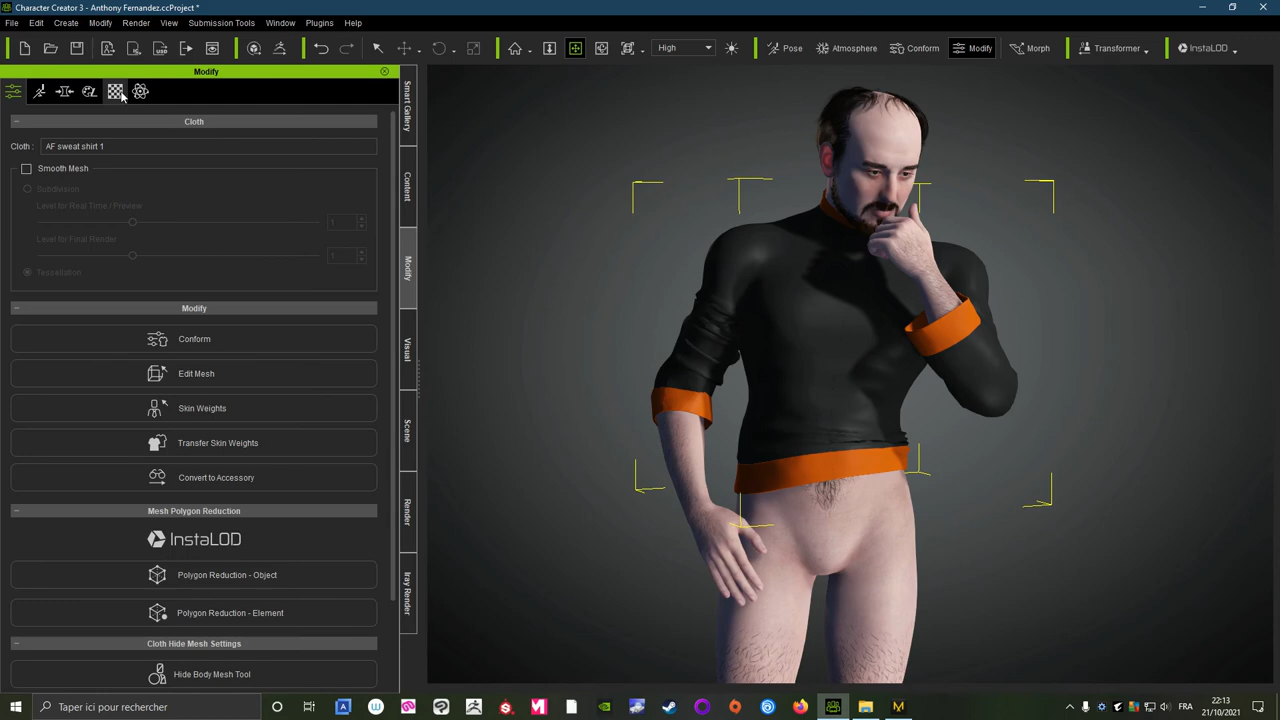 Character Creator 3 - Anthony Fernandez.ccProject *
File Edit Create Modify Render View Submission Tools Window Plugins Help
High Pose Atmosphere Conform Modify Morph Transformer InstaLOD
Modify
Cloth
Cloth : AF sweat shirt 1
Smooth Mesh
Subdivision
Level for Real Time / Preview
1
Level for Final Render
1
Tessellation
Modify
Conform
Edit Mesh
Skin Weights
Transfer Skin Weights
Convert to Accessory
Mesh Polygon Reduction
InstaLOD
Polygon Reduction - Object
Polygon Reduction - Element
Cloth Hide Mesh Settings
Hide Body Mesh Tool
Smart Gallery
Content
Modify
Visual
Scene
Render
Iray Render
Taper ici pour rechercher
FRA
22:13
21/10/2021